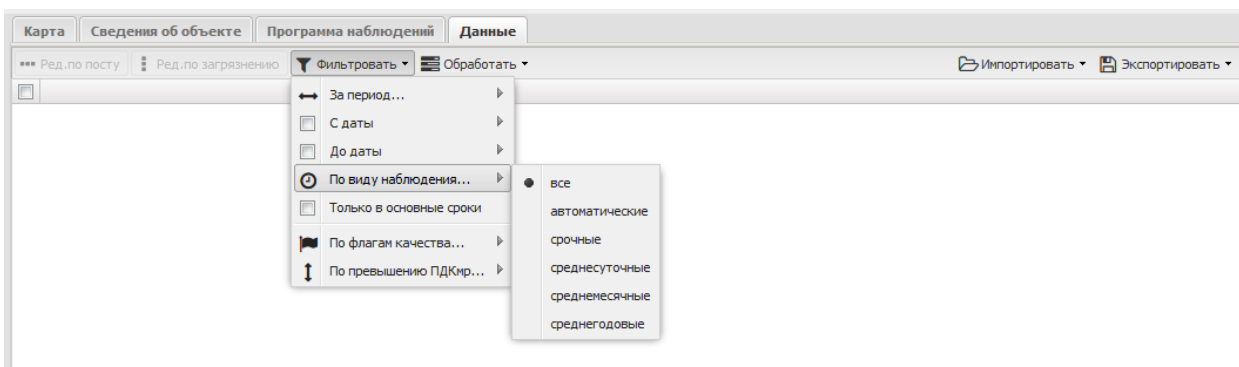 Карта Сведения об объекте Программа наблюдений Данные
Ред.по посту Ред.по загрязнению Фильтровать Обработать Импортировать Экспортировать
За период...
С даты
До даты
По виду наблюдения...
Только в основные сроки
По флагам качества...
По превышению ПДКмр...
все
автоматические
срочные
среднесуточные
среднемесячные
среднегодовые